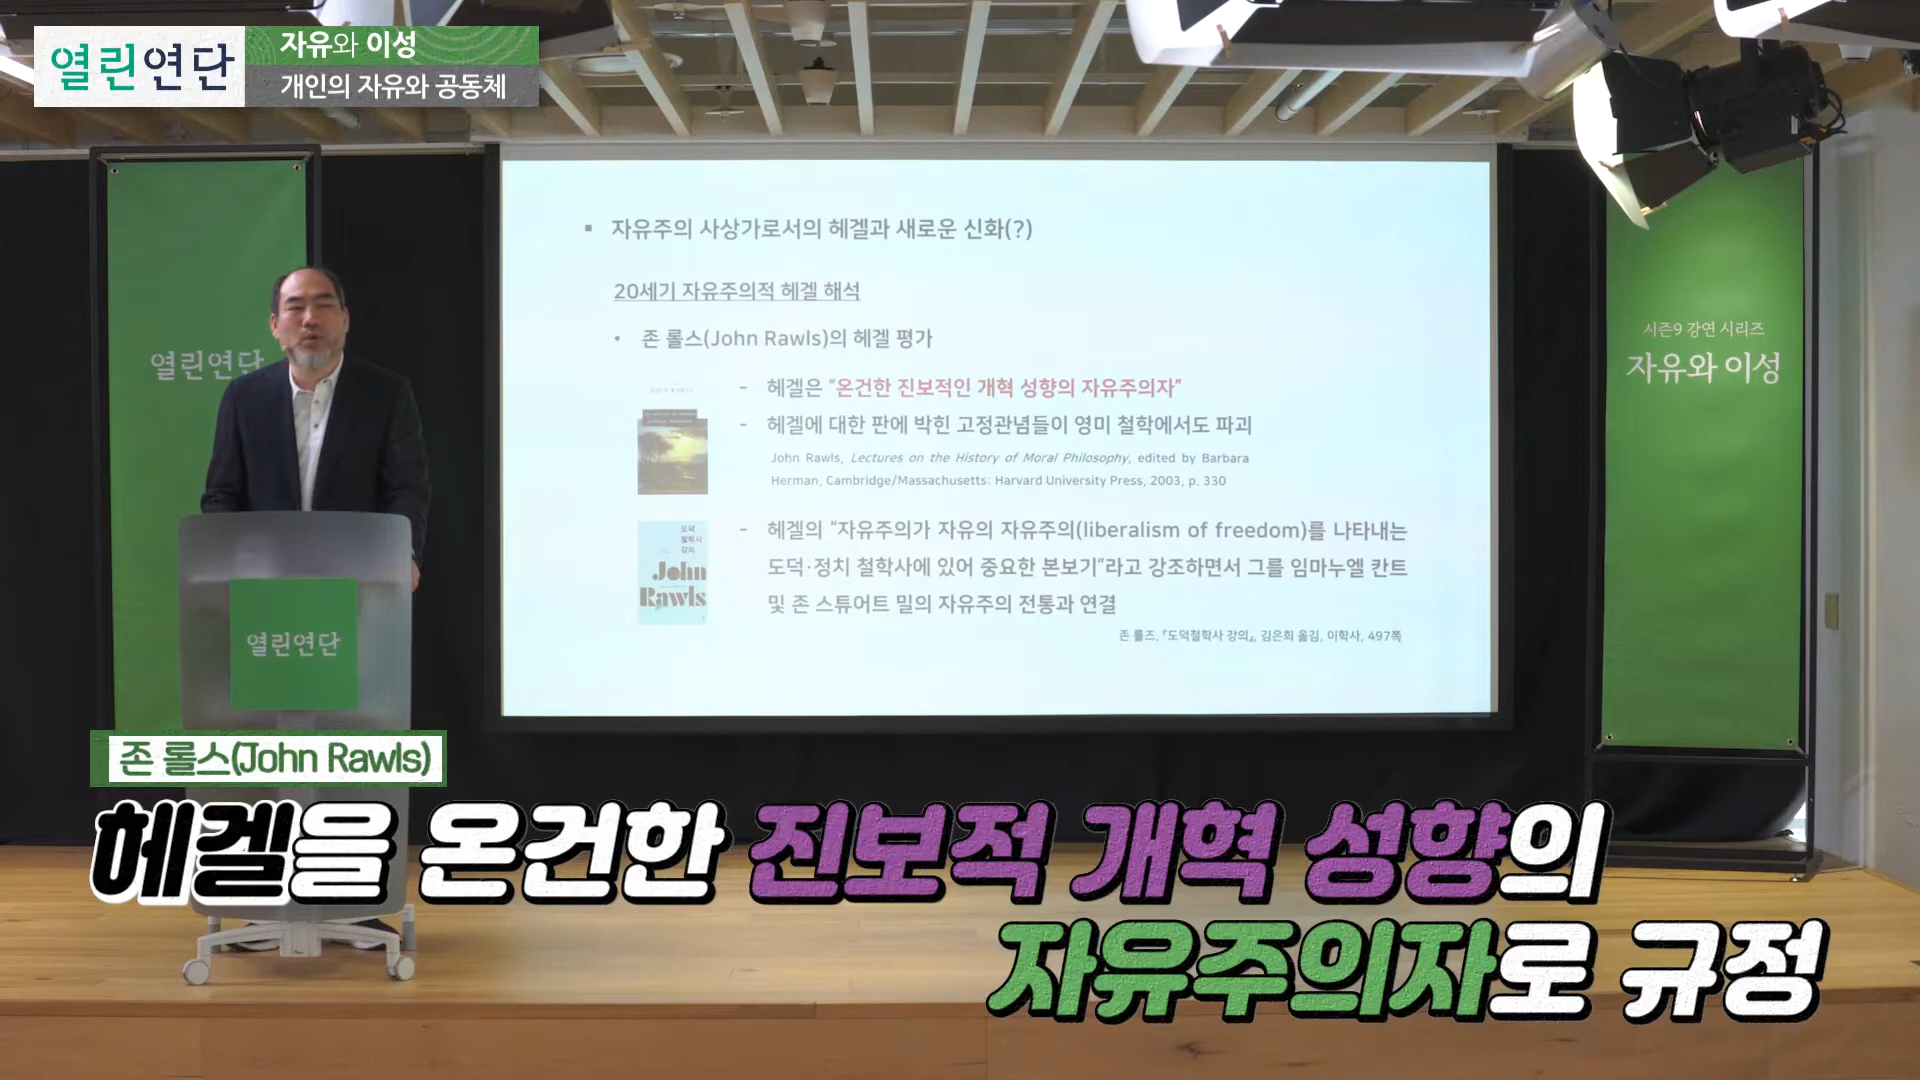 열린연단
자유와 이성
개인의 자유와 공동체
▪ 자유주의 사상가로서의 헤겔과 새로운 신화(?)
20세기 자유주의적 헤겔 해석
• 존 롤스(John Rawls)의 헤겔 평가
- 헤겔은 “온건한 진보적인 개혁 성향의 자유주의자”
- 헤겔에 대한 판에 박힌 고정관념들이 영미 철학에서도 파괴
John Rawls, Lectures on the History of Moral Philosophy, edited by Barbara
Herman, Cambridge/Massachusetts: Harvard University Press, 2003, p. 330
- 헤겔의 “자유주의가 자유의 자유주의(liberalism of freedom)를 나타내는
도덕·정치 철학사에 있어 중요한 본보기”라고 강조하면서 그를 임마누엘 칸트
및 존 스튜어트 밀의 자유주의 전통과 연결
존 롤즈, 『도덕철학사 강의』, 김은희 옮김, 이학사, 497쪽
도덕
철학사
강의
John
Rawls
열린연단
시즌9 강연 시리즈
자유와 이성
열린연단
존 롤스(John Rawls)
헤겔을 온건한 진보적 개혁 성향의
자유주의자로 규정